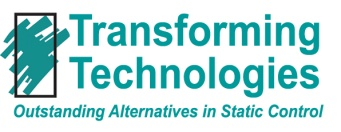 Transforming
Technologies
Outstanding Alternatives in Static Control